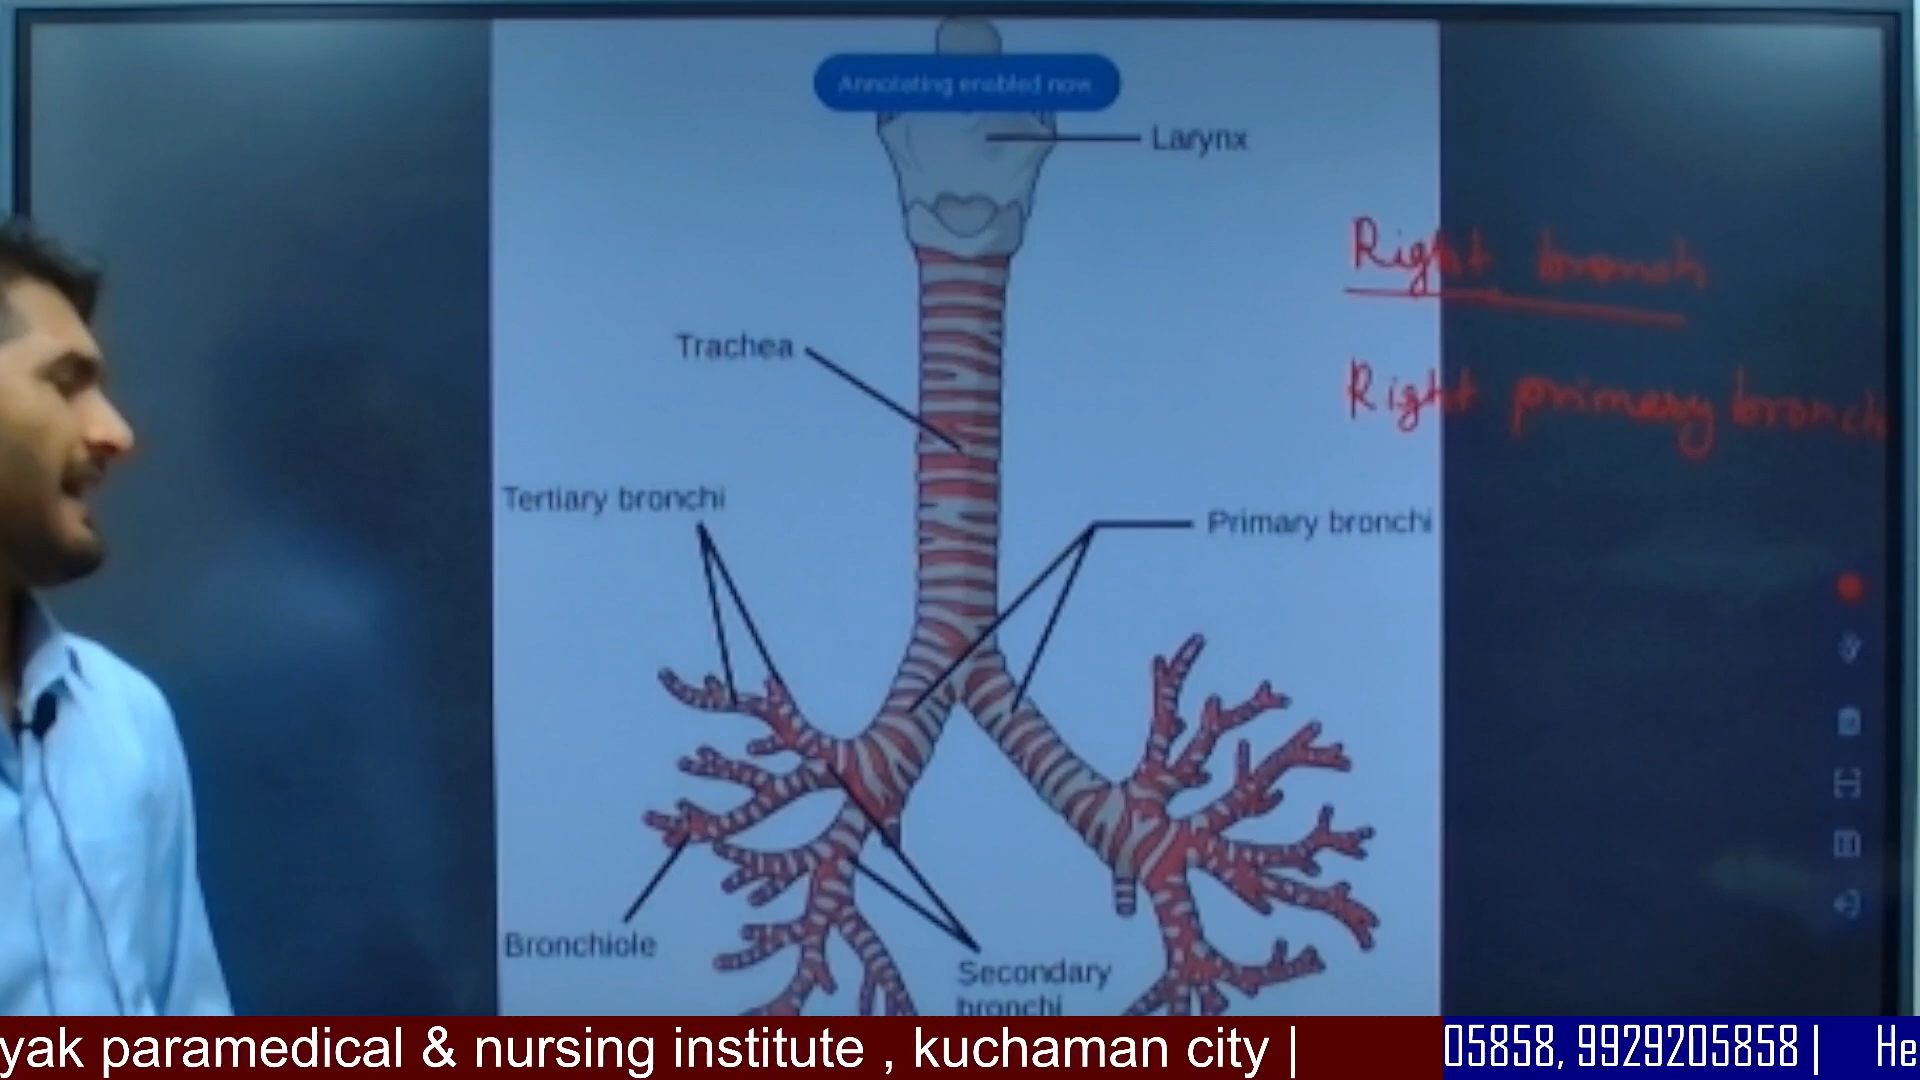 Annotating enabled now
Larynx
Right bronch
Trachea
Right primary bronch
Tertiary bronchi
Primary bronchi
Bronchiole
Secondary
bronchi
yak paramedical & nursing institute , kuchaman city |
05858, 9929205858 | He